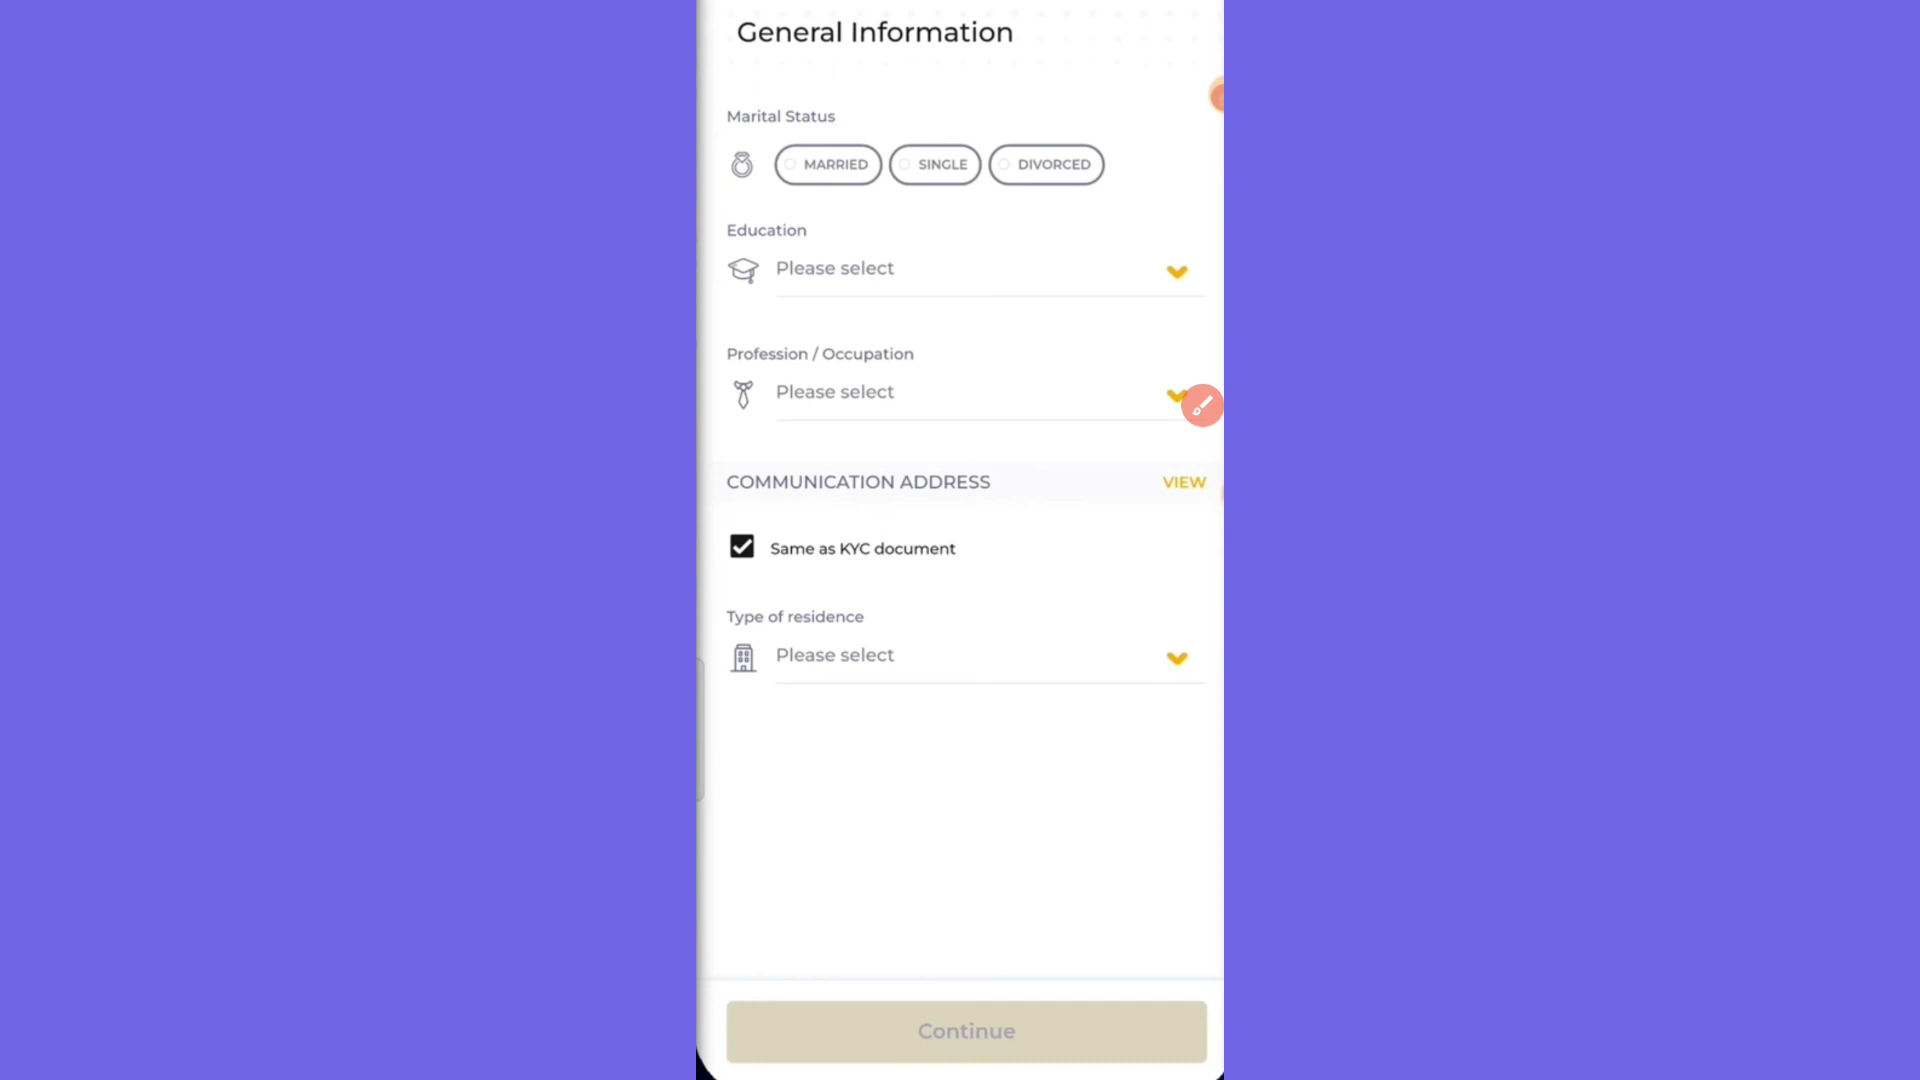 General Information
Marital Status
MARRIED SINGLE DIVORCED
Education
Please select
Profession / Occupation
Please select
COMMUNICATION ADDRESS VIEW
Same as KYC document
Type of residence
Please select
Continue